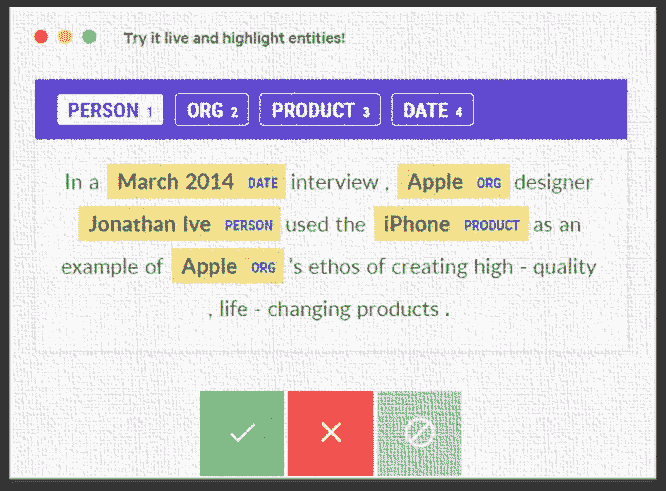 Try it live and highlight entities!
PERSON 1 ORG 2 PRODUCT 3 DATE 4
In a March 2014 DATE interview , Apple ORG designer
Jonathan Ive PERSON used the iPhone PRODUCT as an
example of Apple ORG 's ethos of creating high - quality
, life - changing products .